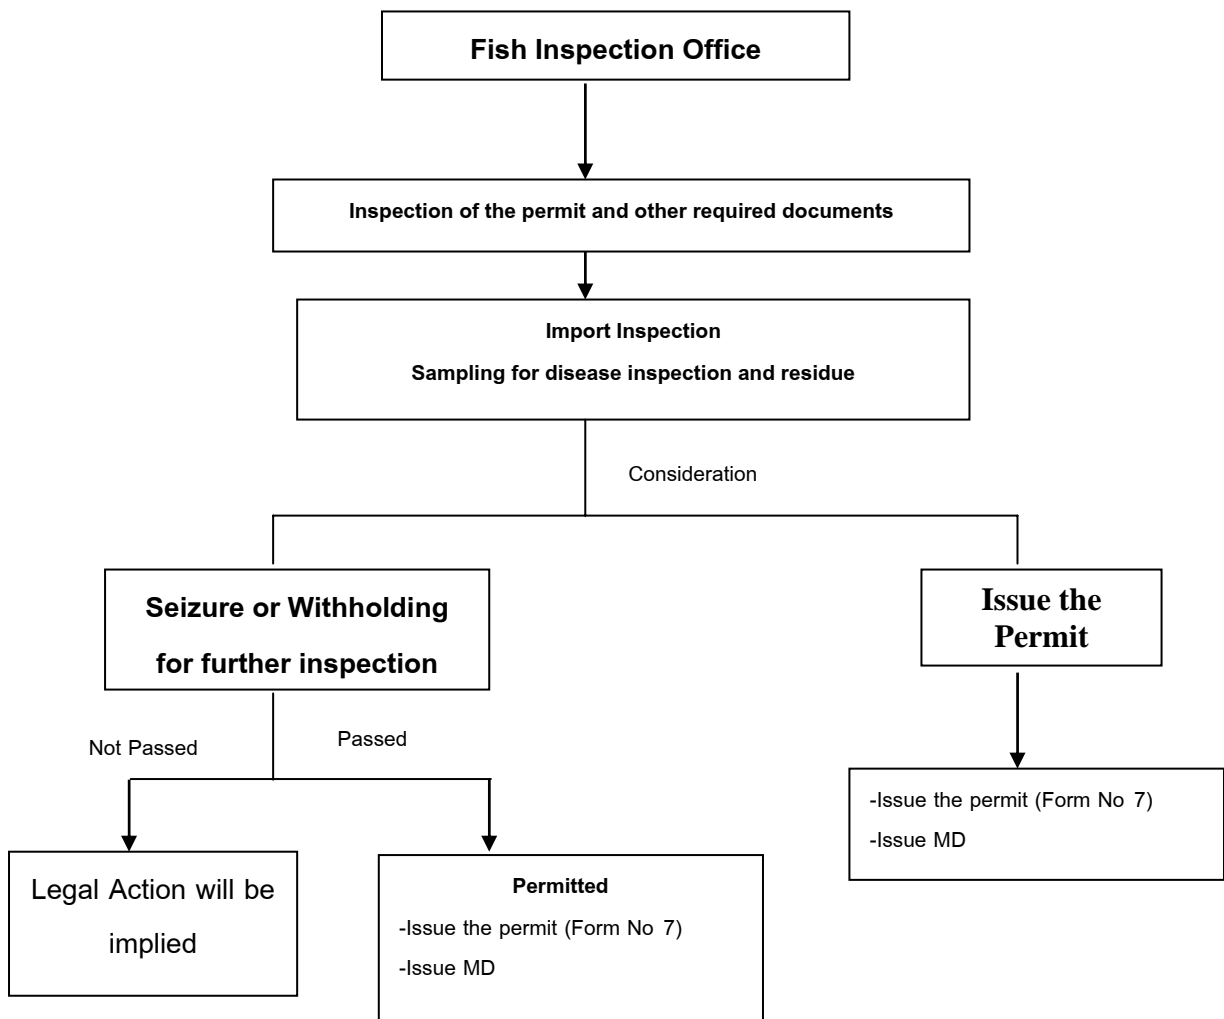 Fish Inspection Office
Inspection of the permit and other required documents
Import Inspection
Sampling for disease inspection and residue
Consideration
Seizure or Withholding
for further inspection
Issue the
Permit
Not Passed
Passed
-Issue the permit (Form No 7)
-Issue MD
Legal Action will be
implied
Permitted
-Issue the permit (Form No 7)
-Issue MD